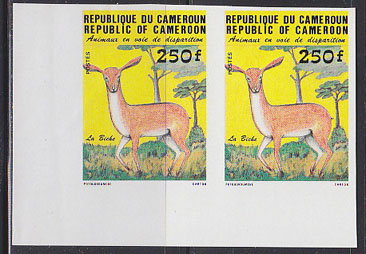 REPUBLIQUE DU CAMEROUN
REPUBLIC OF CAMEROON
Animaux en voie de disparition
250f
POSTES
La Biche
REPUBLIQUE DU CAMEROUN
REPUBLIC OF CAMEROON
Animaux en voie de disparition
250f
POSTES
La Biche